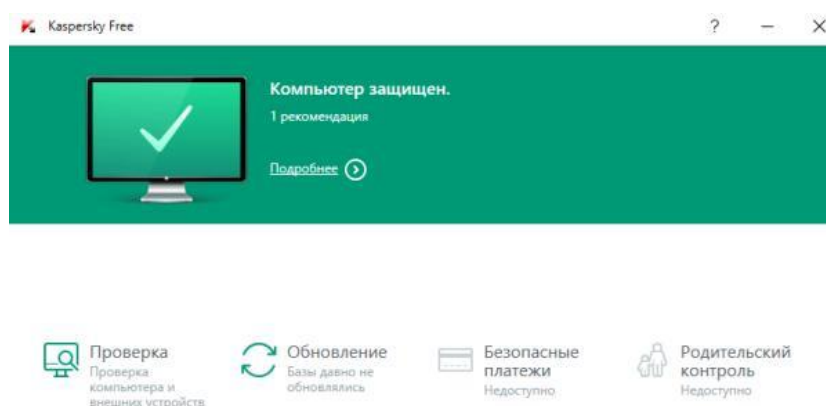 Kaspersky Free
?
Компьютер защищен.
1 рекомендация
Подробнее
Проверка
Проверка
компьютера и
внешних устройств
Обновление
Базы давно не
обновлялись
Безопасные
платежи
Недоступно
Родительский
контроль
Недоступно